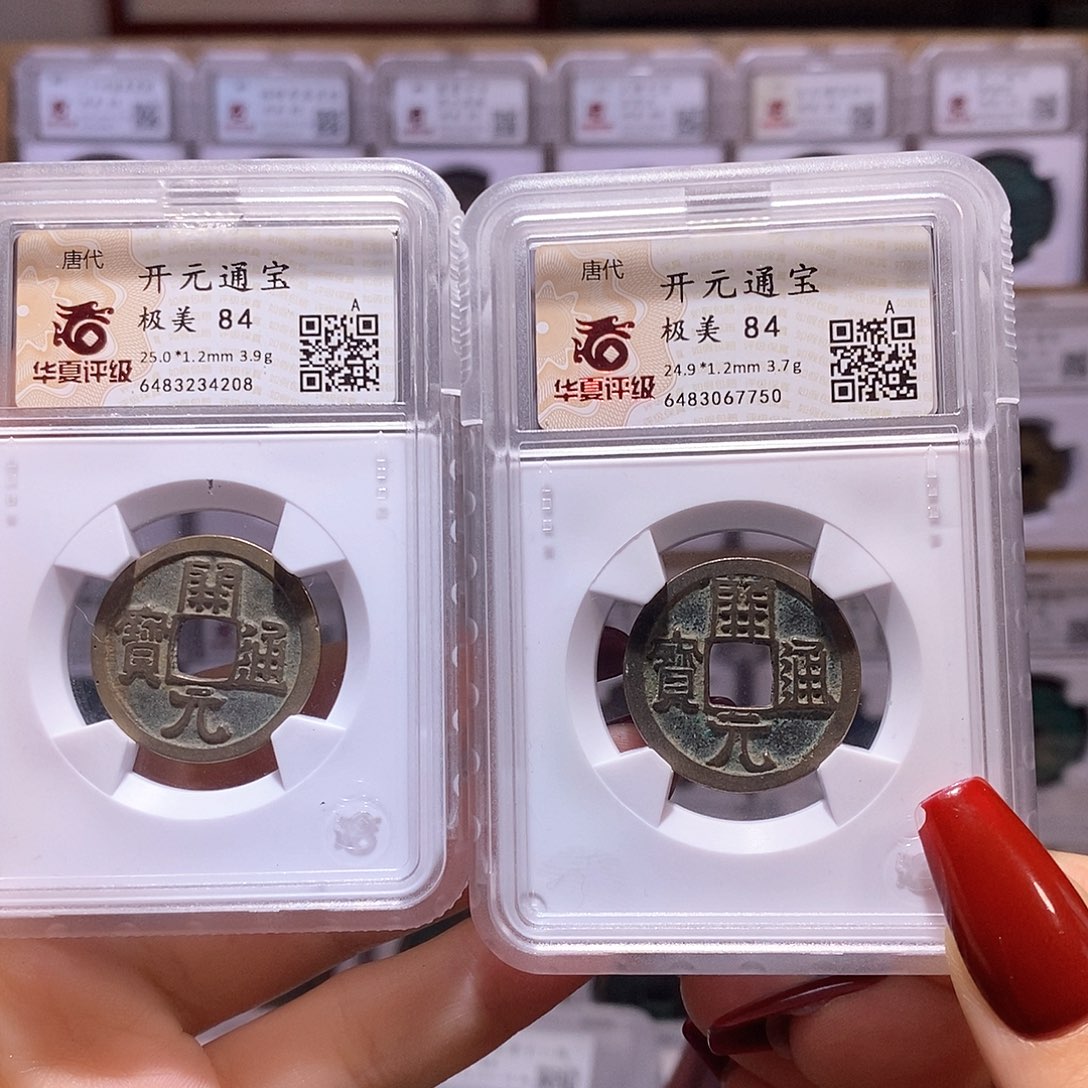 唐代
开元通宝
极美 84
A
25.0*1.2mm 3.9g
华夏评级
6483234208
開
通
元
寶
唐代
开元通宝
极美 84
A
24.9*1.2mm 3.7g
华夏评级
6483067750
開
通
元
寶